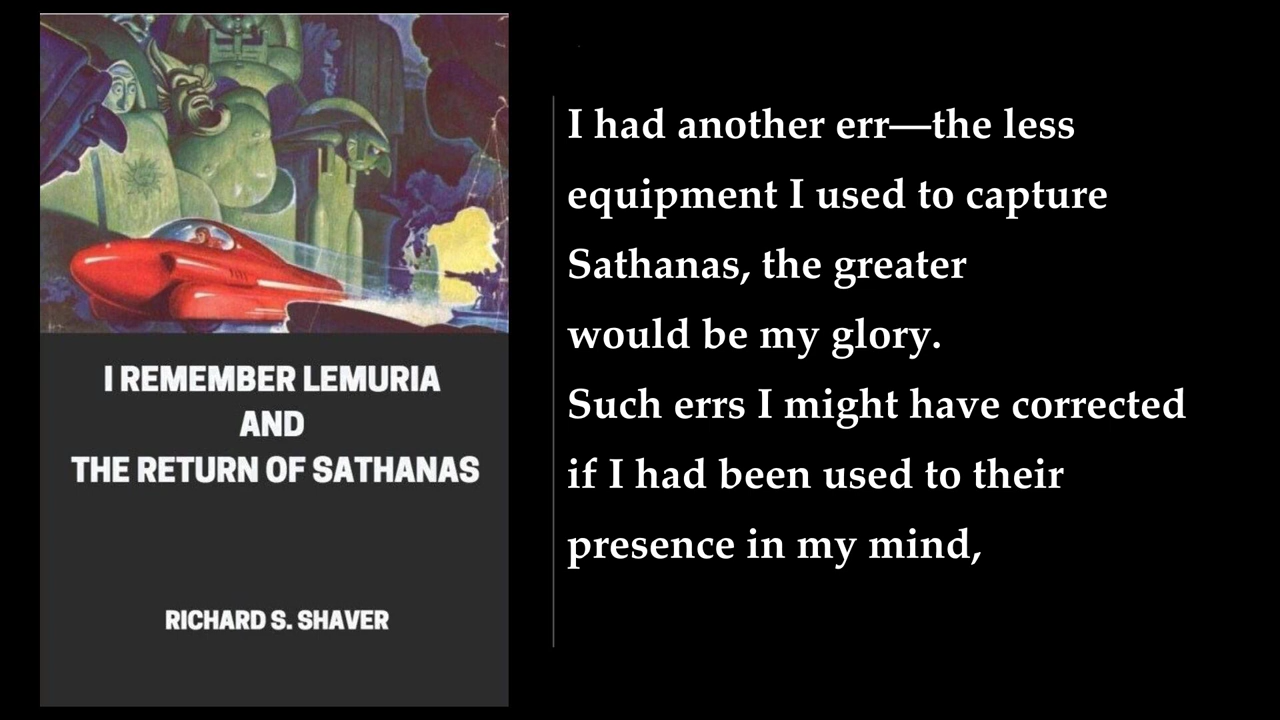 I REMEMBER LEMURIA
AND
THE RETURN OF SATHANAS
RICHARD S. SHAVER
I had another err—the less
equipment I used to capture
Sathanas, the greater
would be my glory.
Such errs I might have corrected
if I had been used to their
presence in my mind,